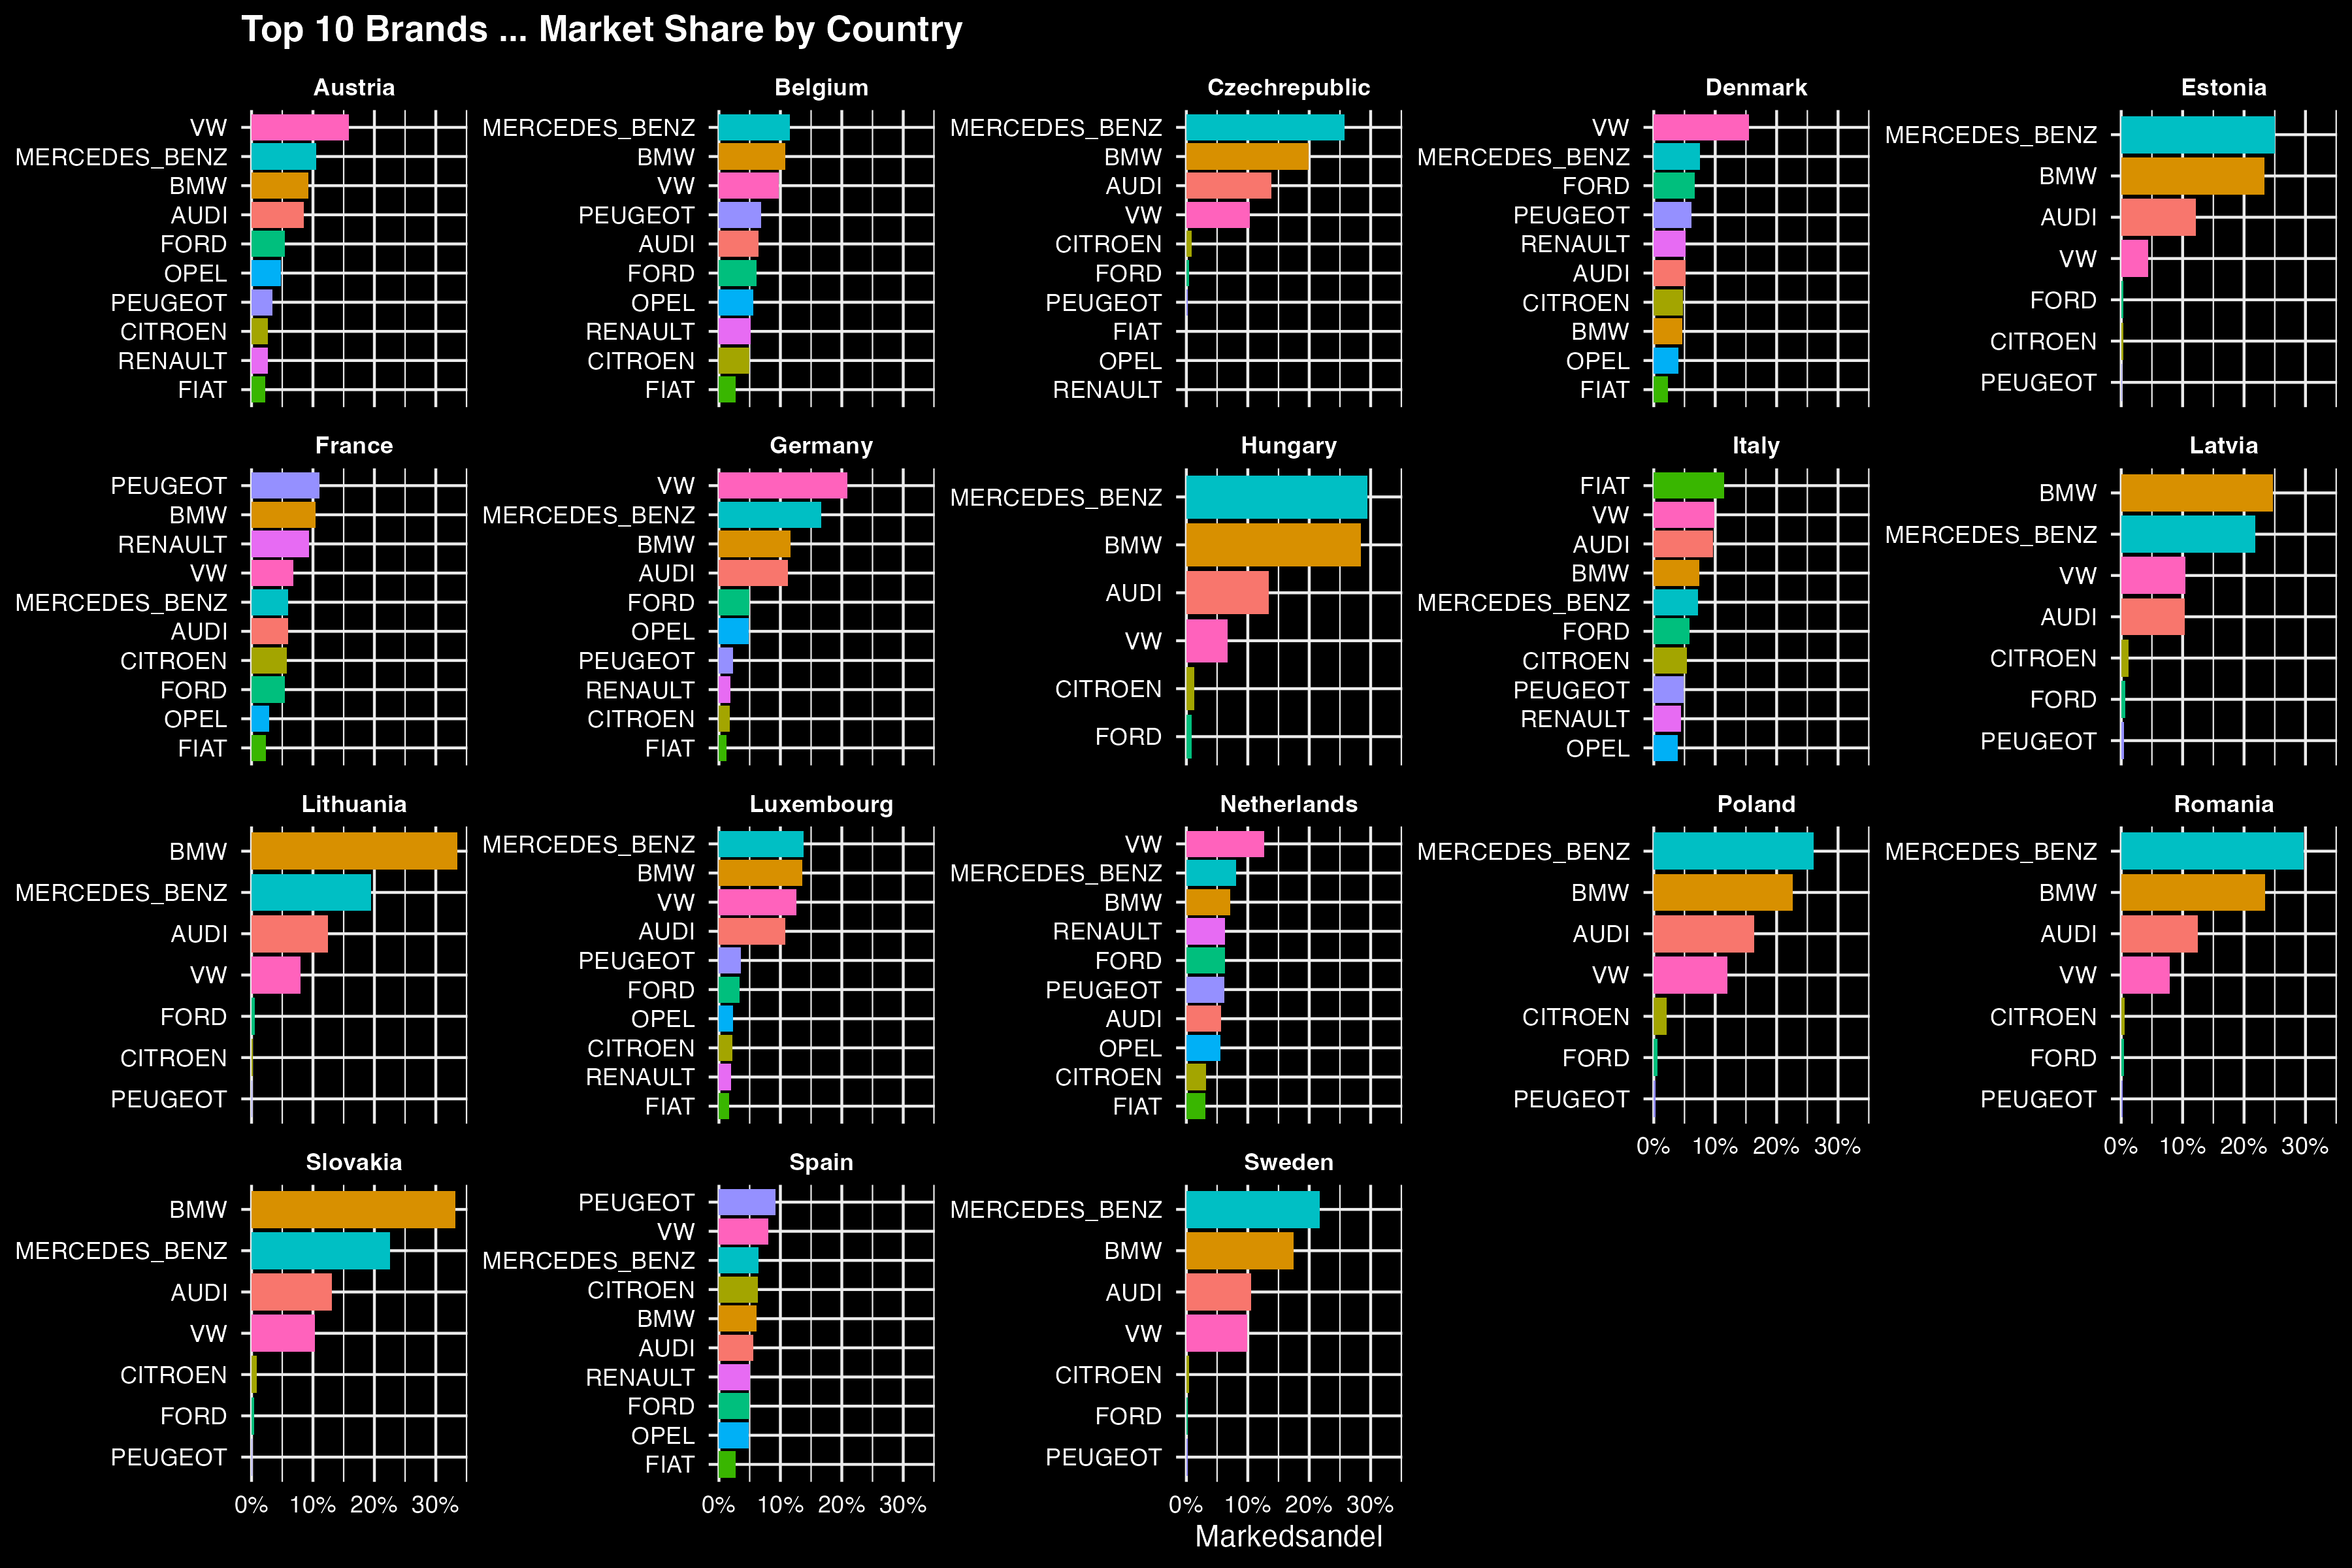 Top 10 Brands ... Market Share by Country
Austria
VW
MERCEDES_BENZ
BMW
AUDI
FORD
OPEL
PEUGEOT
CITROEN
RENAULT
FIAT
Belgium
MERCEDES_BENZ
BMW
VW
PEUGEOT
AUDI
FORD
OPEL
RENAULT
CITROEN
FIAT
Czechrepublic
MERCEDES_BENZ
BMW
AUDI
VW
CITROEN
FORD
PEUGEOT
FIAT
OPEL
RENAULT
Denmark
VW
MERCEDES_BENZ
FORD
PEUGEOT
RENAULT
AUDI
CITROEN
BMW
OPEL
FIAT
Estonia
MERCEDES_BENZ
BMW
AUDI
VW
FORD
CITROEN
PEUGEOT
France
PEUGEOT
BMW
RENAULT
VW
MERCEDES_BENZ
AUDI
CITROEN
FORD
OPEL
FIAT
Germany
VW
MERCEDES_BENZ
BMW
AUDI
FORD
OPEL
PEUGEOT
RENAULT
CITROEN
FIAT
Hungary
MERCEDES_BENZ
BMW
AUDI
VW
CITROEN
FORD
Italy
FIAT
VW
AUDI
BMW
MERCEDES_BENZ
FORD
CITROEN
PEUGEOT
RENAULT
OPEL
Latvia
BMW
MERCEDES_BENZ
VW
AUDI
CITROEN
FORD
PEUGEOT
Lithuania
BMW
MERCEDES_BENZ
AUDI
VW
FORD
CITROEN
PEUGEOT
Luxembourg
MERCEDES_BENZ
BMW
VW
AUDI
PEUGEOT
FORD
OPEL
CITROEN
RENAULT
FIAT
Netherlands
VW
MERCEDES_BENZ
BMW
RENAULT
FORD
PEUGEOT
AUDI
OPEL
CITROEN
FIAT
Poland
MERCEDES_BENZ
BMW
AUDI
VW
CITROEN
FORD
PEUGEOT
0% 10% 20% 30%
Romania
MERCEDES_BENZ
BMW
AUDI
VW
CITROEN
FORD
PEUGEOT
0% 10% 20% 30%
Slovakia
BMW
MERCEDES_BENZ
AUDI
VW
CITROEN
FORD
PEUGEOT
0% 10% 20% 30%
Spain
PEUGEOT
VW
MERCEDES_BENZ
CITROEN
BMW
AUDI
RENAULT
FORD
OPEL
FIAT
0% 10% 20% 30%
Sweden
MERCEDES_BENZ
BMW
AUDI
VW
CITROEN
FORD
PEUGEOT
0% 10% 20% 30%
Markedsandel